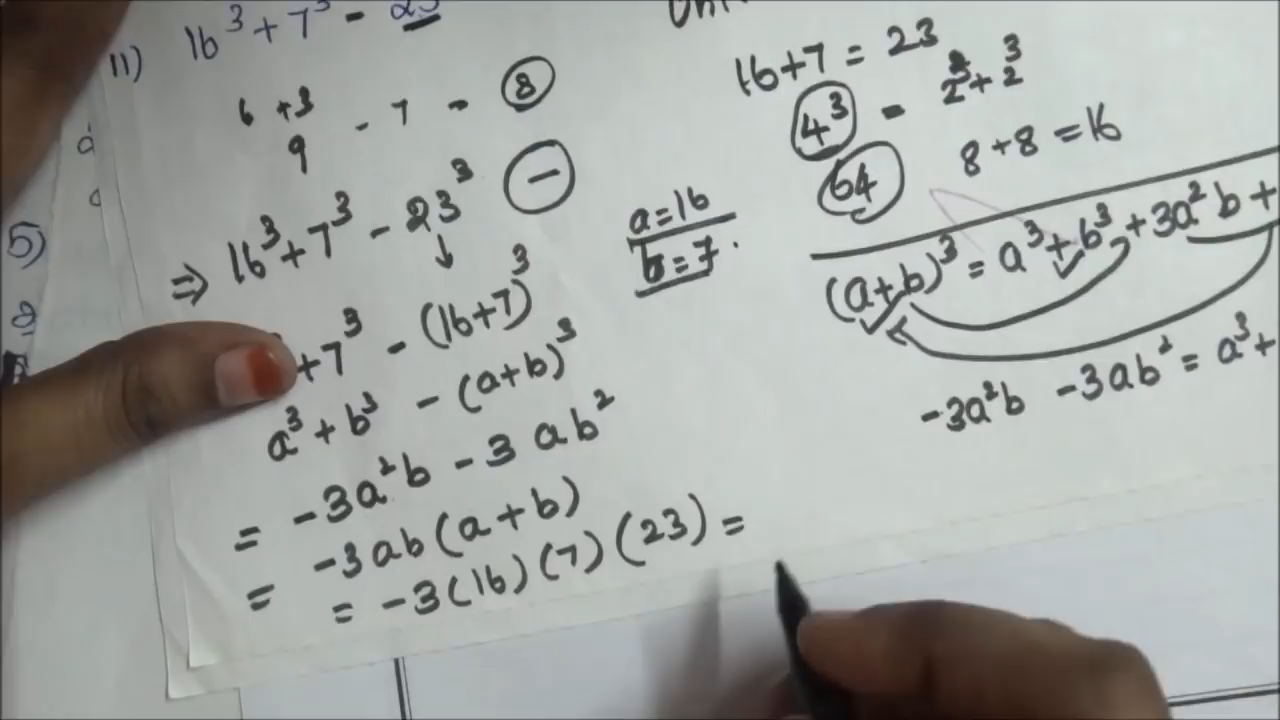 11) 16³ + 7³ - 23
6 + 3
9 - 7 - 8
-
⇒ 16³ + 7³ - 23³
↓
+ 7³ - (16+7)³
a³ + b³ - (a+b)³
= -3a²b - 3ab²
= -3ab(a+b)
= -3(16)(7)(23) =
a=16
b=7.
16+7 = 23
4³ - 2³ + 2³
64 8+8 = 16
(a+b)³ = a³ + b³ + 3a²b +
-3a²b - 3ab² = a³ +
5)